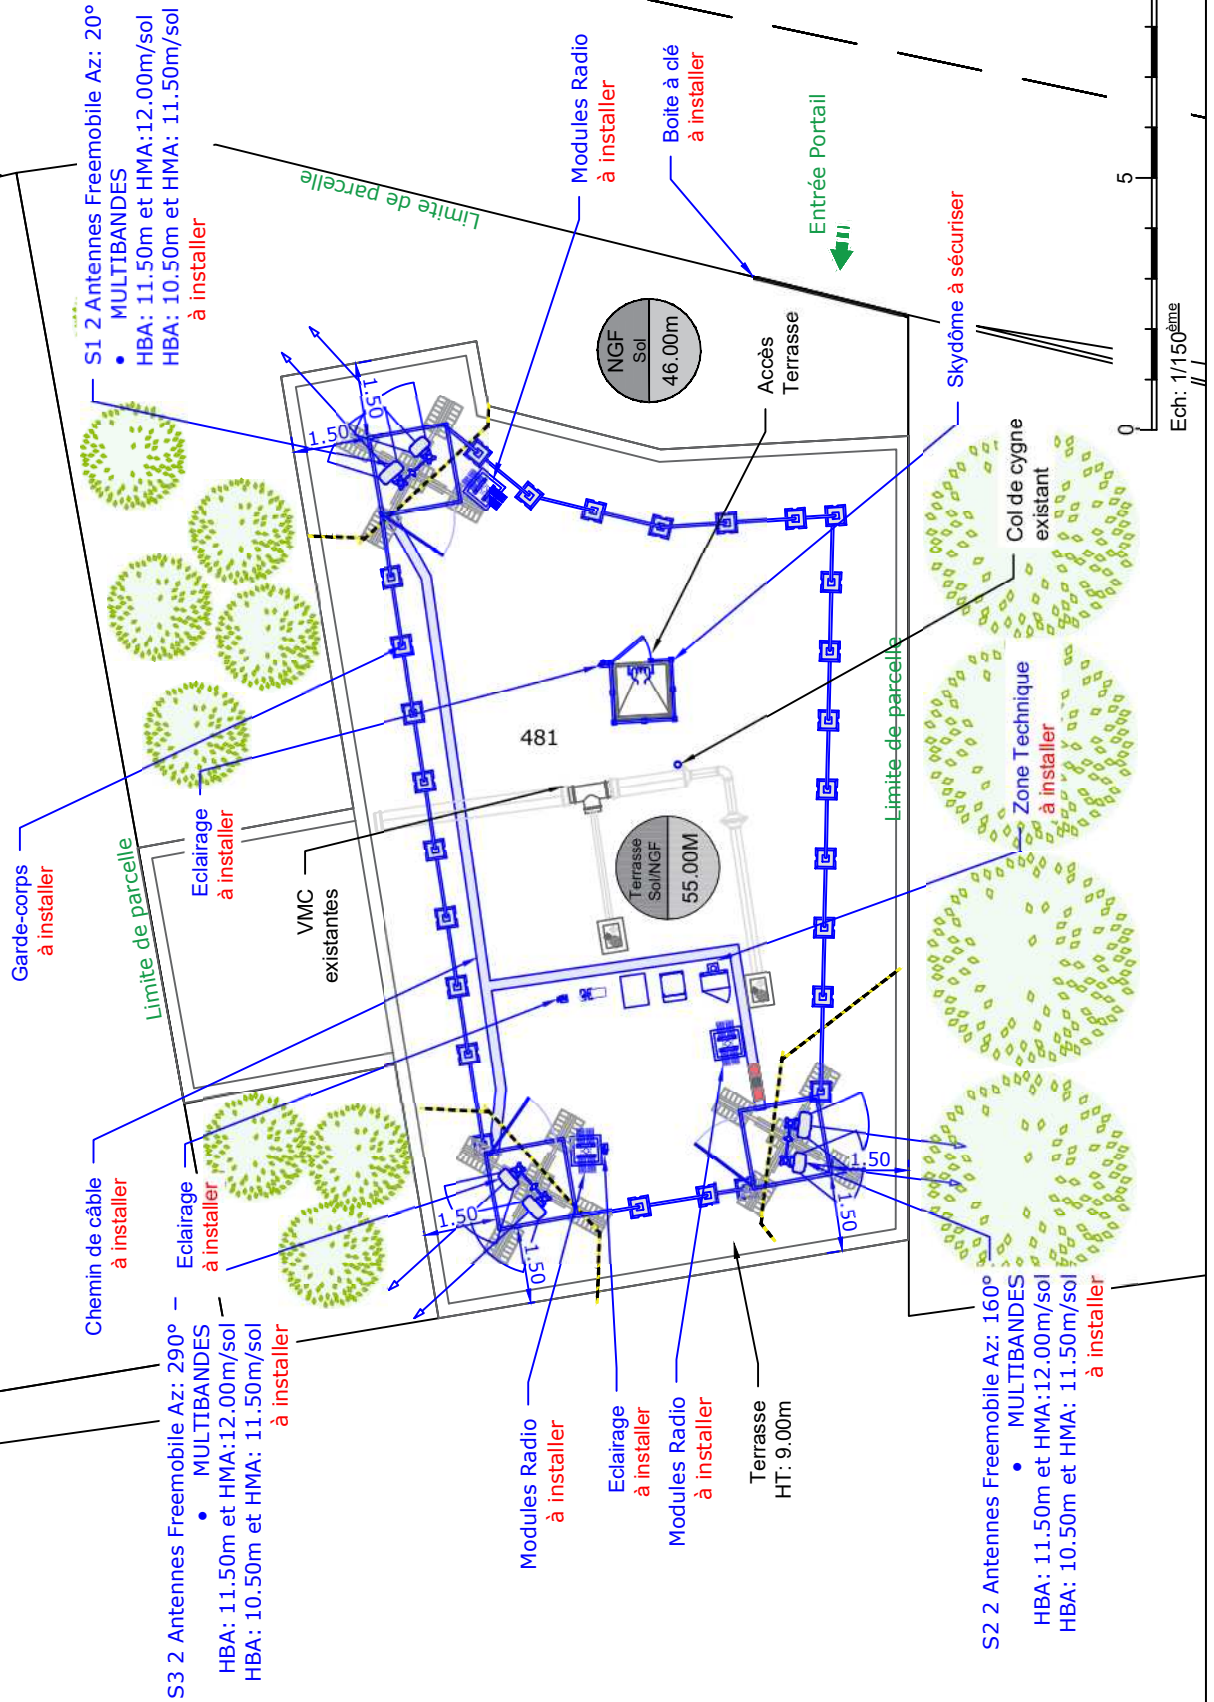 S1 2 Antennes Freemobile Az: 20°
• MULTIBANDES
HBA: 11.50m et HMA:12.00m/sol
HBA: 10.50m et HMA: 11.50m/sol
à installer
Modules Radio
à installer
Boite à clé
à installer
Entrée Portail
Limite de parcelle
NGF
Sol
46.00m
Accès
Terrasse
Skydôme à sécuriser
5
0
Ech: 1/150ème
Col de cygne
existant
Zone Technique
à installer
Limite de parcelle
Garde-corps
à installer
Limite de parcelle
Eclairage
à installer
VMC
existantes
481
Terrasse
Sol/NGF
55.00M
1.50
1.50
Chemin de câble
à installer
Eclairage
à installer
S3 2 Antennes Freemobile Az: 290°
• MULTIBANDES
HBA: 11.50m et HMA:12.00m/sol
HBA: 10.50m et HMA: 11.50m/sol
à installer
1.50
1.50
Modules Radio
à installer
Eclairage
à installer
Modules Radio
à installer
Terrasse
HT: 9.00m
1.50
1.50
S2 2 Antennes Freemobile Az: 160°
• MULTIBANDES
HBA: 11.50m et HMA:12.00m/sol
HBA: 10.50m et HMA: 11.50m/sol
à installer